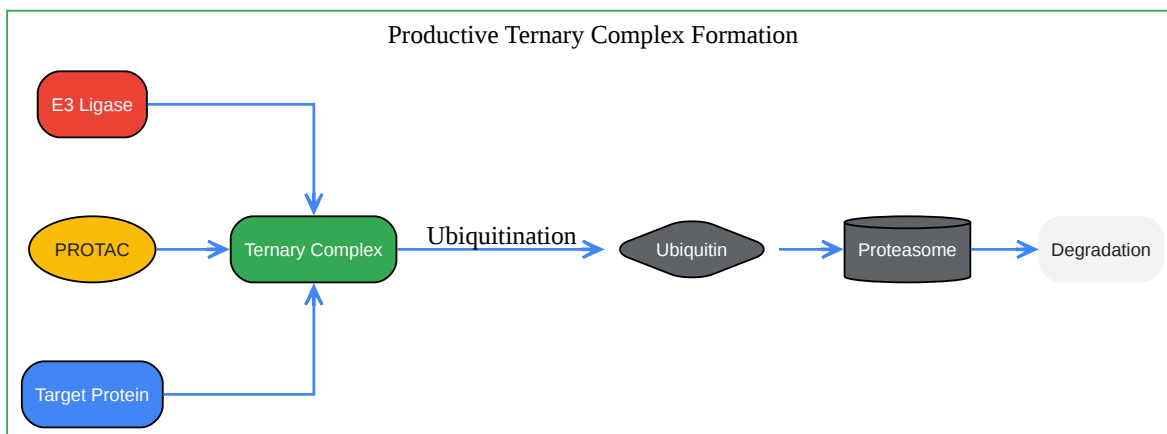 Productive Ternary Complex Formation
E3 Ligase
PROTAC
Ternary Complex
Ubiquitination
Ubiquitin
Proteasome
Degradation
Target Protein